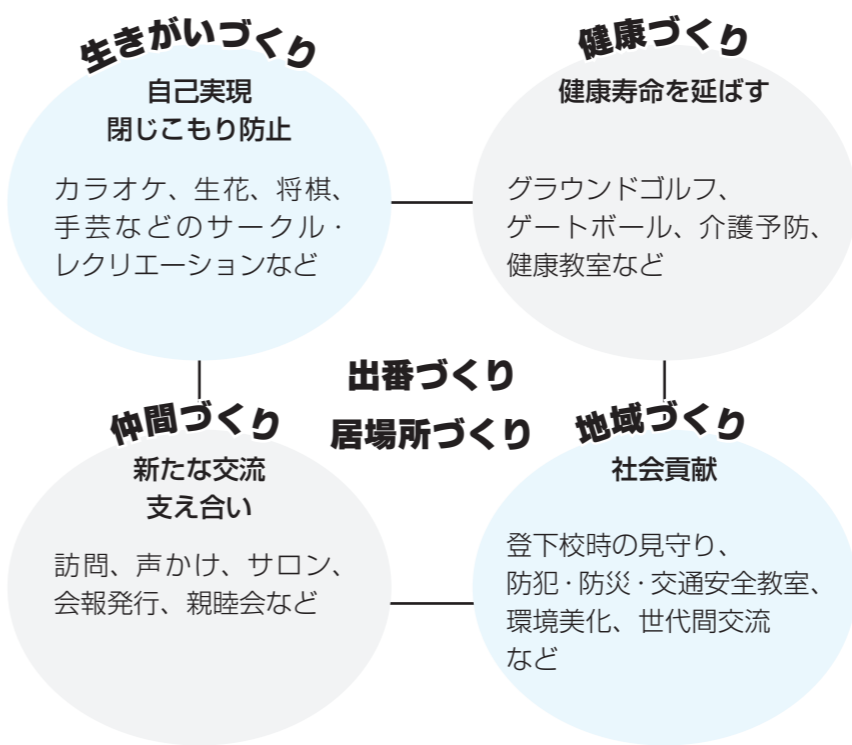 生きがいづくり
自己実現
閉じこもり防止
カラオケ、生花、将棋、
手芸などのサークル・
レクリエーションなど
健康づくり
健康寿命を延ばす
グラウンドゴルフ、
ゲートボール、介護予防、
健康教室など
出番づくり
居場所づくり
仲間づくり
新たな交流
支え合い
訪問、声かけ、サロン、
会報発行、親睦会など
地域づくり
社会貢献
登下校時の見守り、
防犯・防災・交通安全教室、
環境美化、世代間交流
など